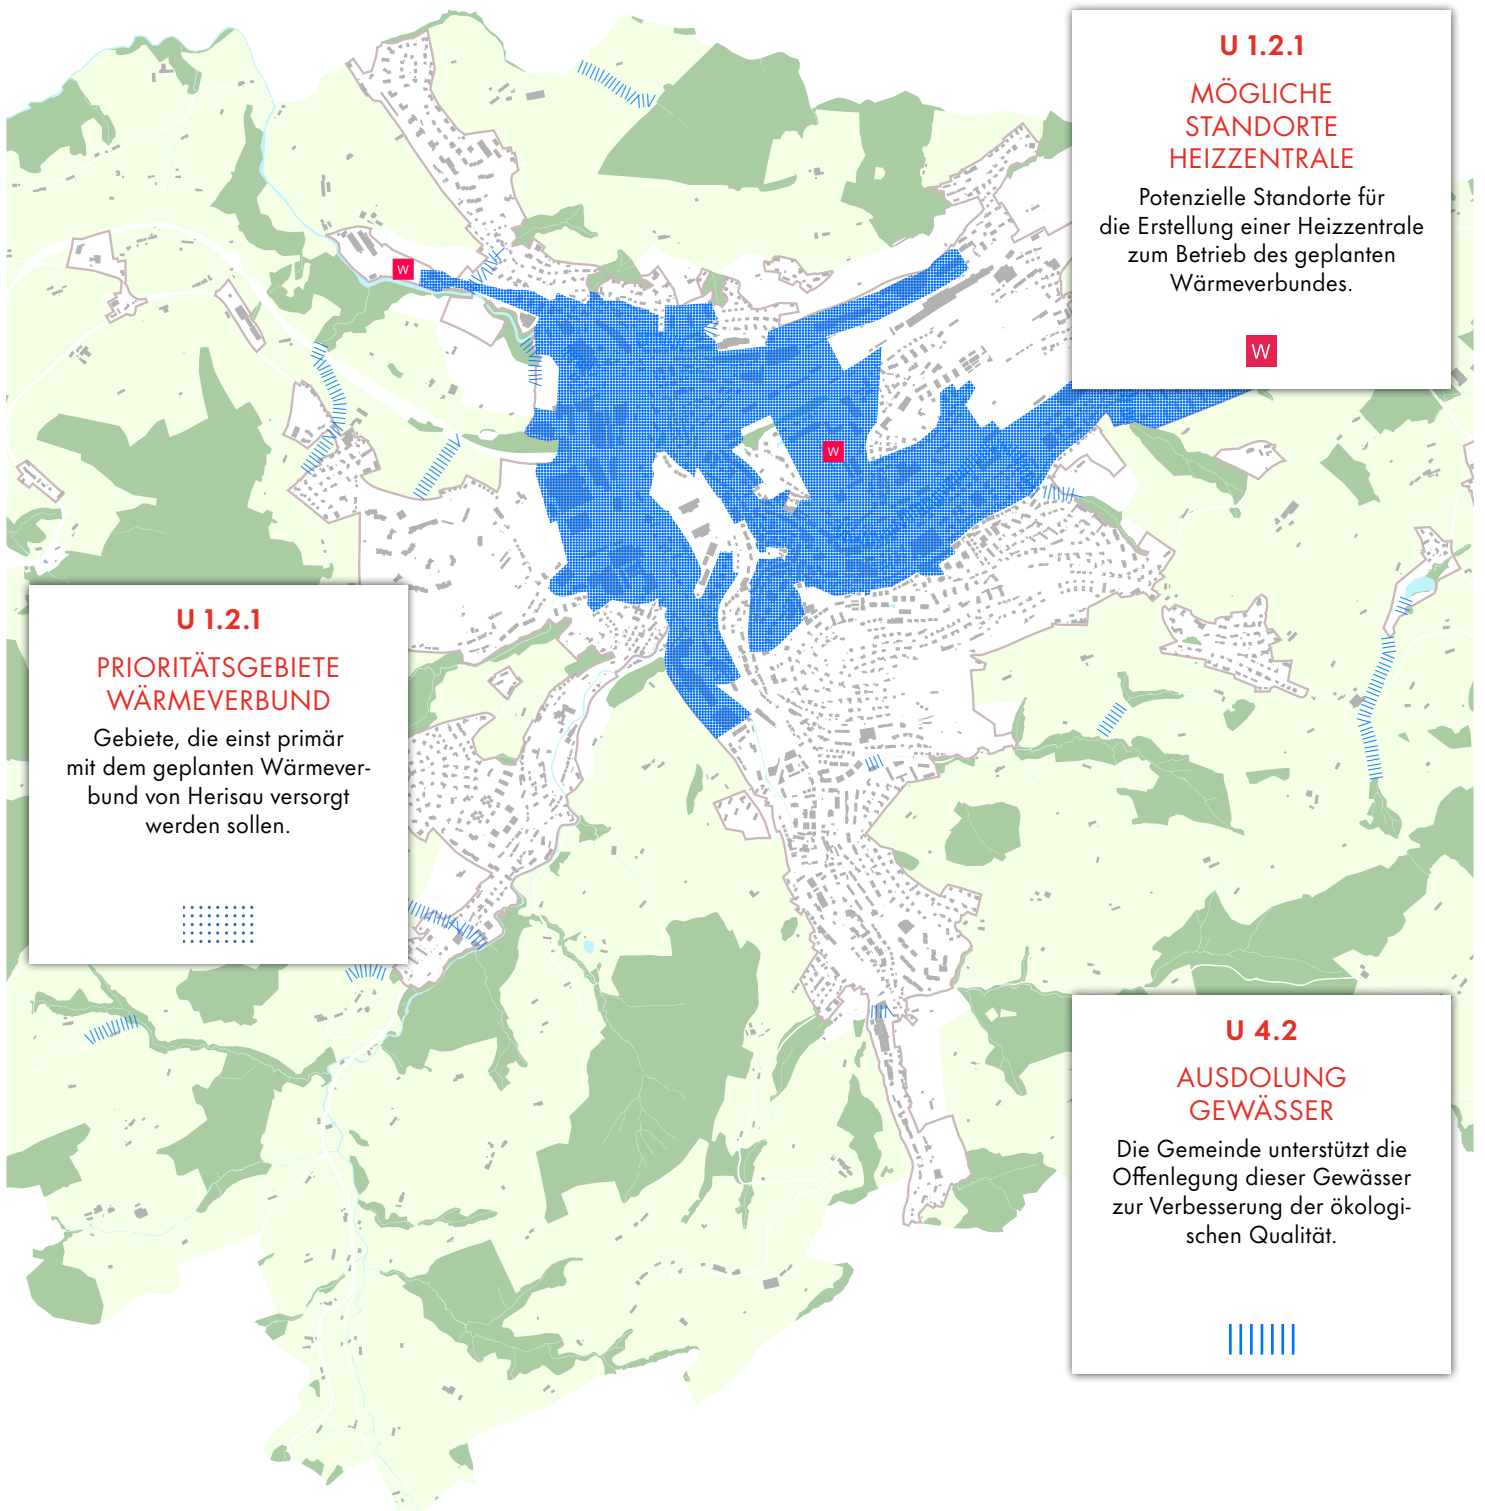 U 1.2.1
MÖGLICHE
STANDORTE
HEIZZENTRALE
Potenzielle Standorte für
die Erstellung einer Heizzentrale
zum Betrieb des geplanten
Wärmeverbundes.
W
W
W
U 1.2.1
PRIORITÄTSGEBIETE
WÄRMEVERBUND
Gebiete, die einst primär
mit dem geplanten Wärmever-
bund von Herisau versorgt
werden sollen.
U 4.2
AUSDOLUNG
GEWÄSSER
Die Gemeinde unterstützt die
Offenlegung dieser Gewässer
zur Verbesserung der ökologi-
schen Qualität.